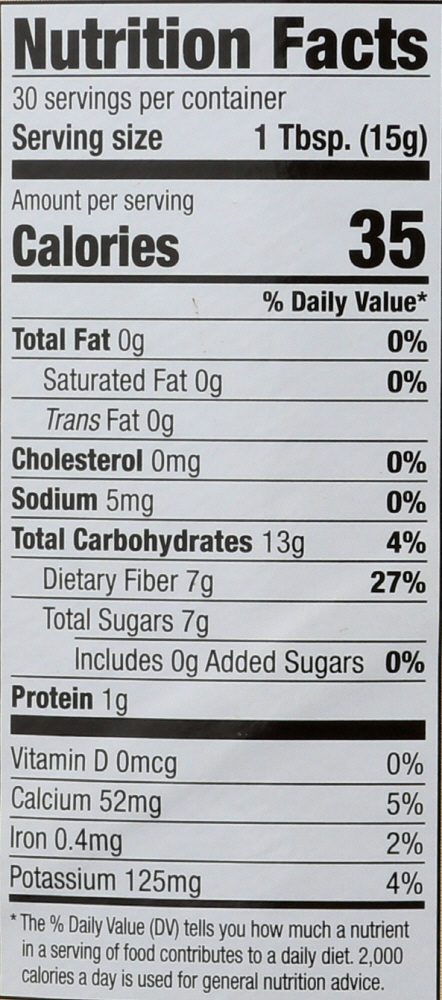 Nutrition Facts
30 servings per container
Serving size 1 Tbsp. (15g)
Amount per serving
Calories 35
% Daily Value*
Total Fat 0g 0%
Saturated Fat 0g 0%
Trans Fat 0g
Cholesterol 0mg 0%
Sodium 5mg 0%
Total Carbohydrates 13g 4%
Dietary Fiber 7g 27%
Total Sugars 7g
Includes 0g Added Sugars 0%
Protein 1g
Vitamin D 0mcg 0%
Calcium 52mg 5%
Iron 0.4mg 2%
Potassium 125mg 4%
* The % Daily Value (DV) tells you how much a nutrient
in a serving of food contributes to a daily diet. 2,000
calories a day is used for general nutrition advice.